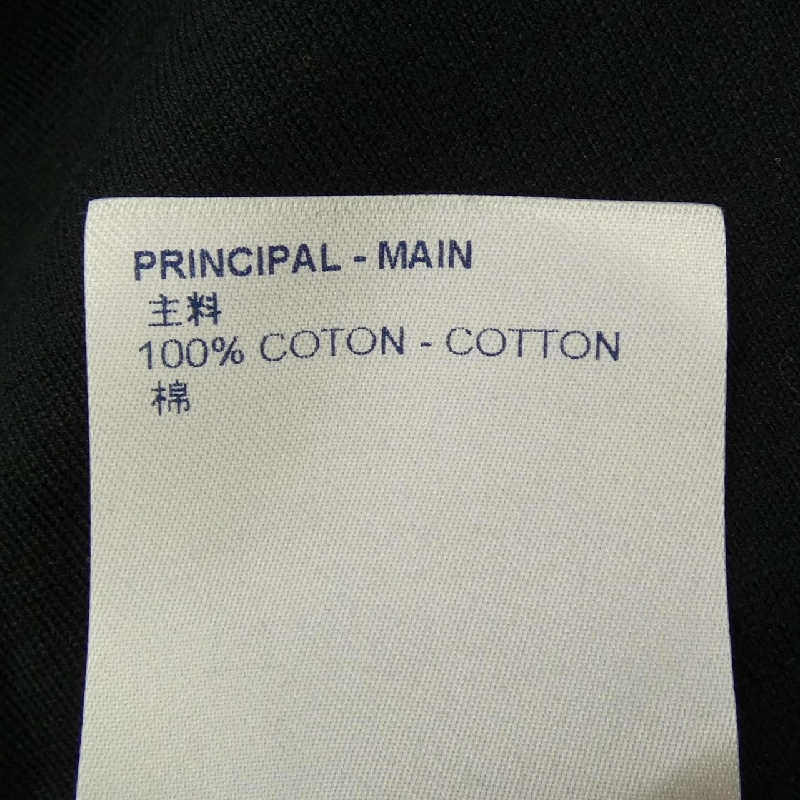 PRINCIPAL - MAIN
主料
100% COTON - COTTON
棉